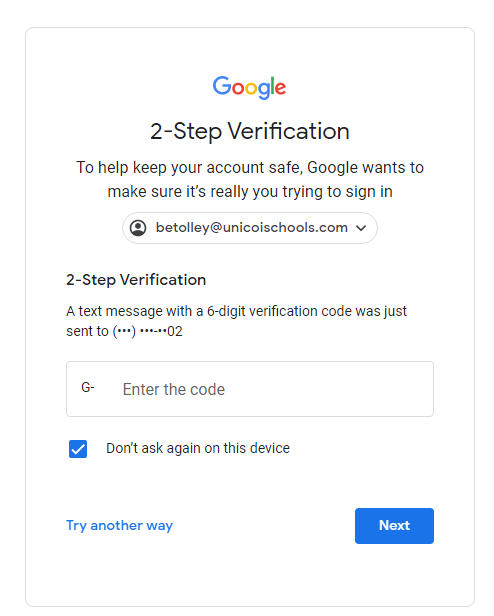 Google
2-Step Verification
To help keep your account safe, Google wants to
make sure it's really you trying to sign in
betolley@unicoischools.com
2-Step Verification
A text message with a 6-digit verification code was just
sent to (•••) •••-••02
G- Enter the code
Don't ask again on this device
Try another way
Next